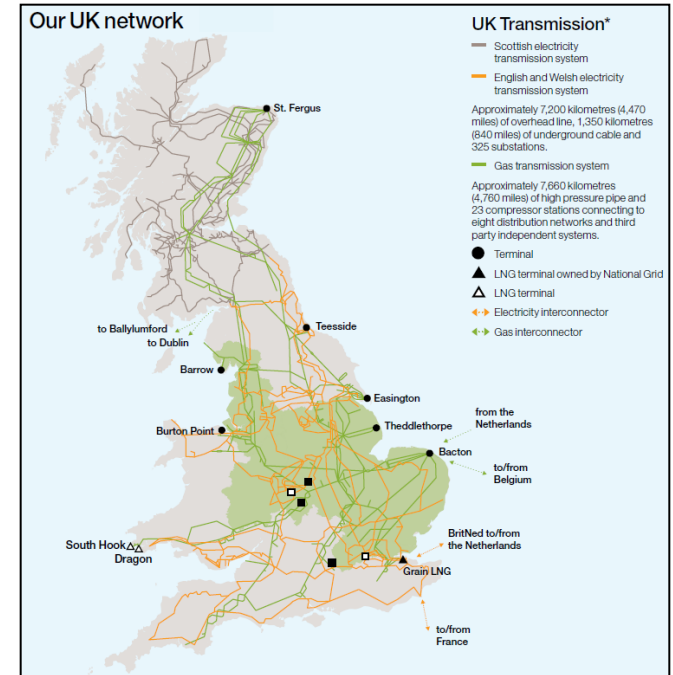 Our UK network
UK Transmission*
Scottish electricity
transmission system
English and Welsh electricity
transmission system
Approximately 7,200 kilometres (4,470
miles) of overhead line, 1,350 kilometres
(840 miles) of underground cable and
325 substations.
Gas transmission system
Approximately 7,660 kilometres
(4,760 miles) of high pressure pipe and
23 compressor stations connecting to
eight distribution networks and third
party independent systems.
Terminal
LNG terminal owned by National Grid
LNG terminal
Electricity interconnector
Gas interconnector
St. Fergus
to Ballylumford
to Dublin
Teesside
Barrow
Easington
Burton Point
Theddlethorpe
from the
Netherlands
Bacton
to/from
Belgium
South Hook
Dragon
BritNed to/from
the Netherlands
Grain LNG
to/from
France